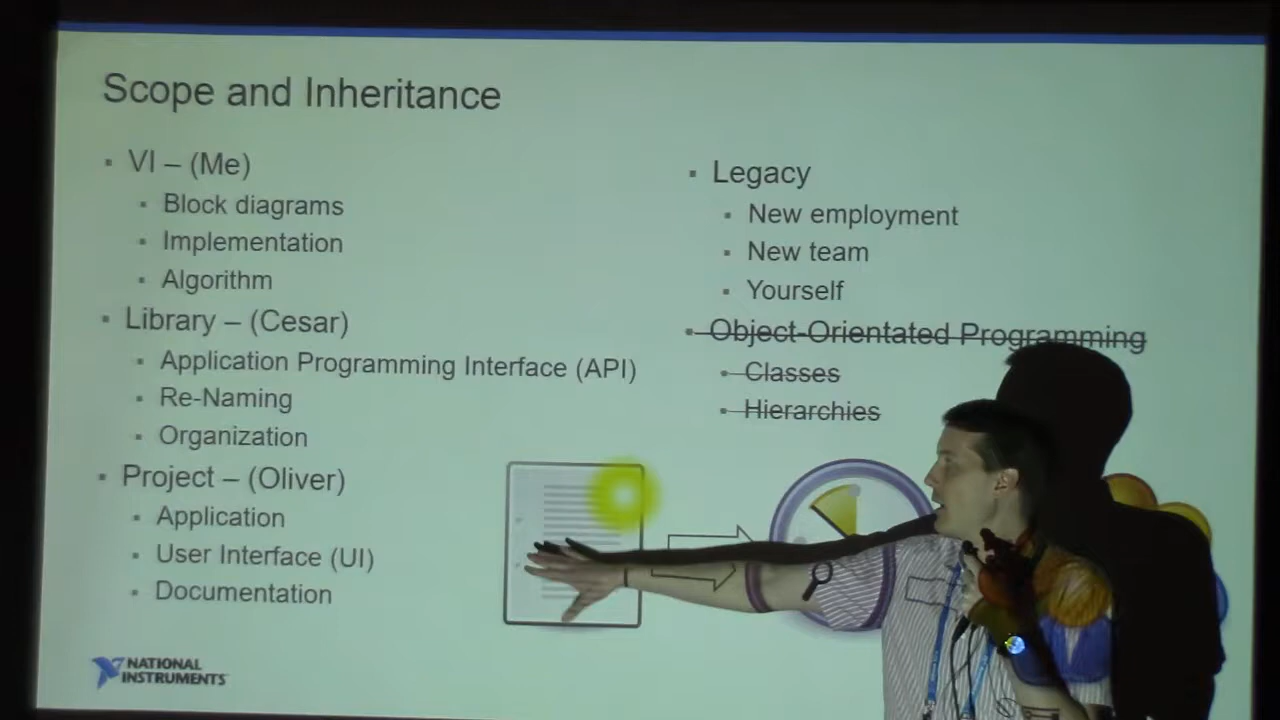 Scope and Inheritance
VI – (Me)
Block diagrams
Implementation
Algorithm
Library – (Cesar)
Application Programming Interface (API)
Re-Naming
Organization
Project – (Oliver)
Application
User Interface (UI)
Documentation
Legacy
New employment
New team
Yourself
Object-Orientated Programming
Classes
Hierarchies
NATIONAL
INSTRUMENTS